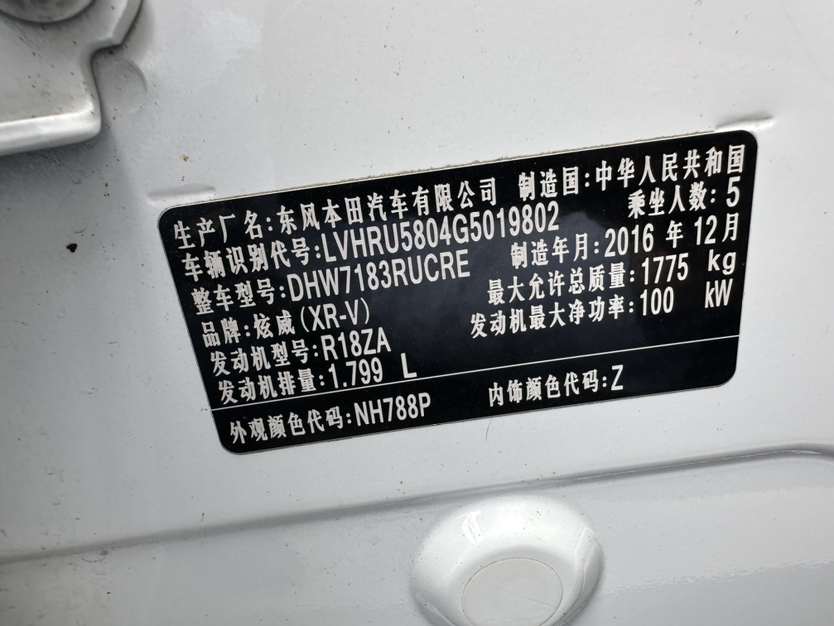 生产厂名:东风本田汽车有限公司 制造国:中华人民共和国
车辆识别代号:LVHRU5804G5019802 乘坐人数:5
整车型号:DHW7183RUCRE 制造年月:2016 年 12 月
品牌:炫威(XR-V) 最大允许总质量:1775 kg
发动机型号:R18ZA 发动机最大净功率:100 kW
发动机排量:1.799 L
外观颜色代码:NH788P 内饰颜色代码:Z